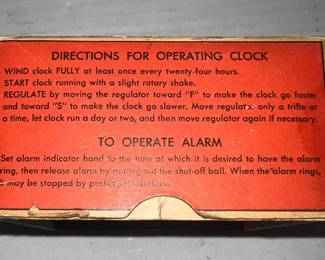 DIRECTIONS FOR OPERATING CLOCK
WIND clock FULLY at least once every twenty-four hours.
START clock running with a slight rotary shake.
REGULATE by moving the regulator toward "F" to make the clock go faster
and toward "S" to make the clock go slower. Move regulator only a trifle at
a time, let clock run a day or two, and then move regulator again if necessary.
TO OPERATE ALARM
Set alarm indicator hand to the time at which it is desired to have the alarm
ring, then release alarm by pulling out the shut-off ball. When the alarm rings,
it may be stopped by pushing